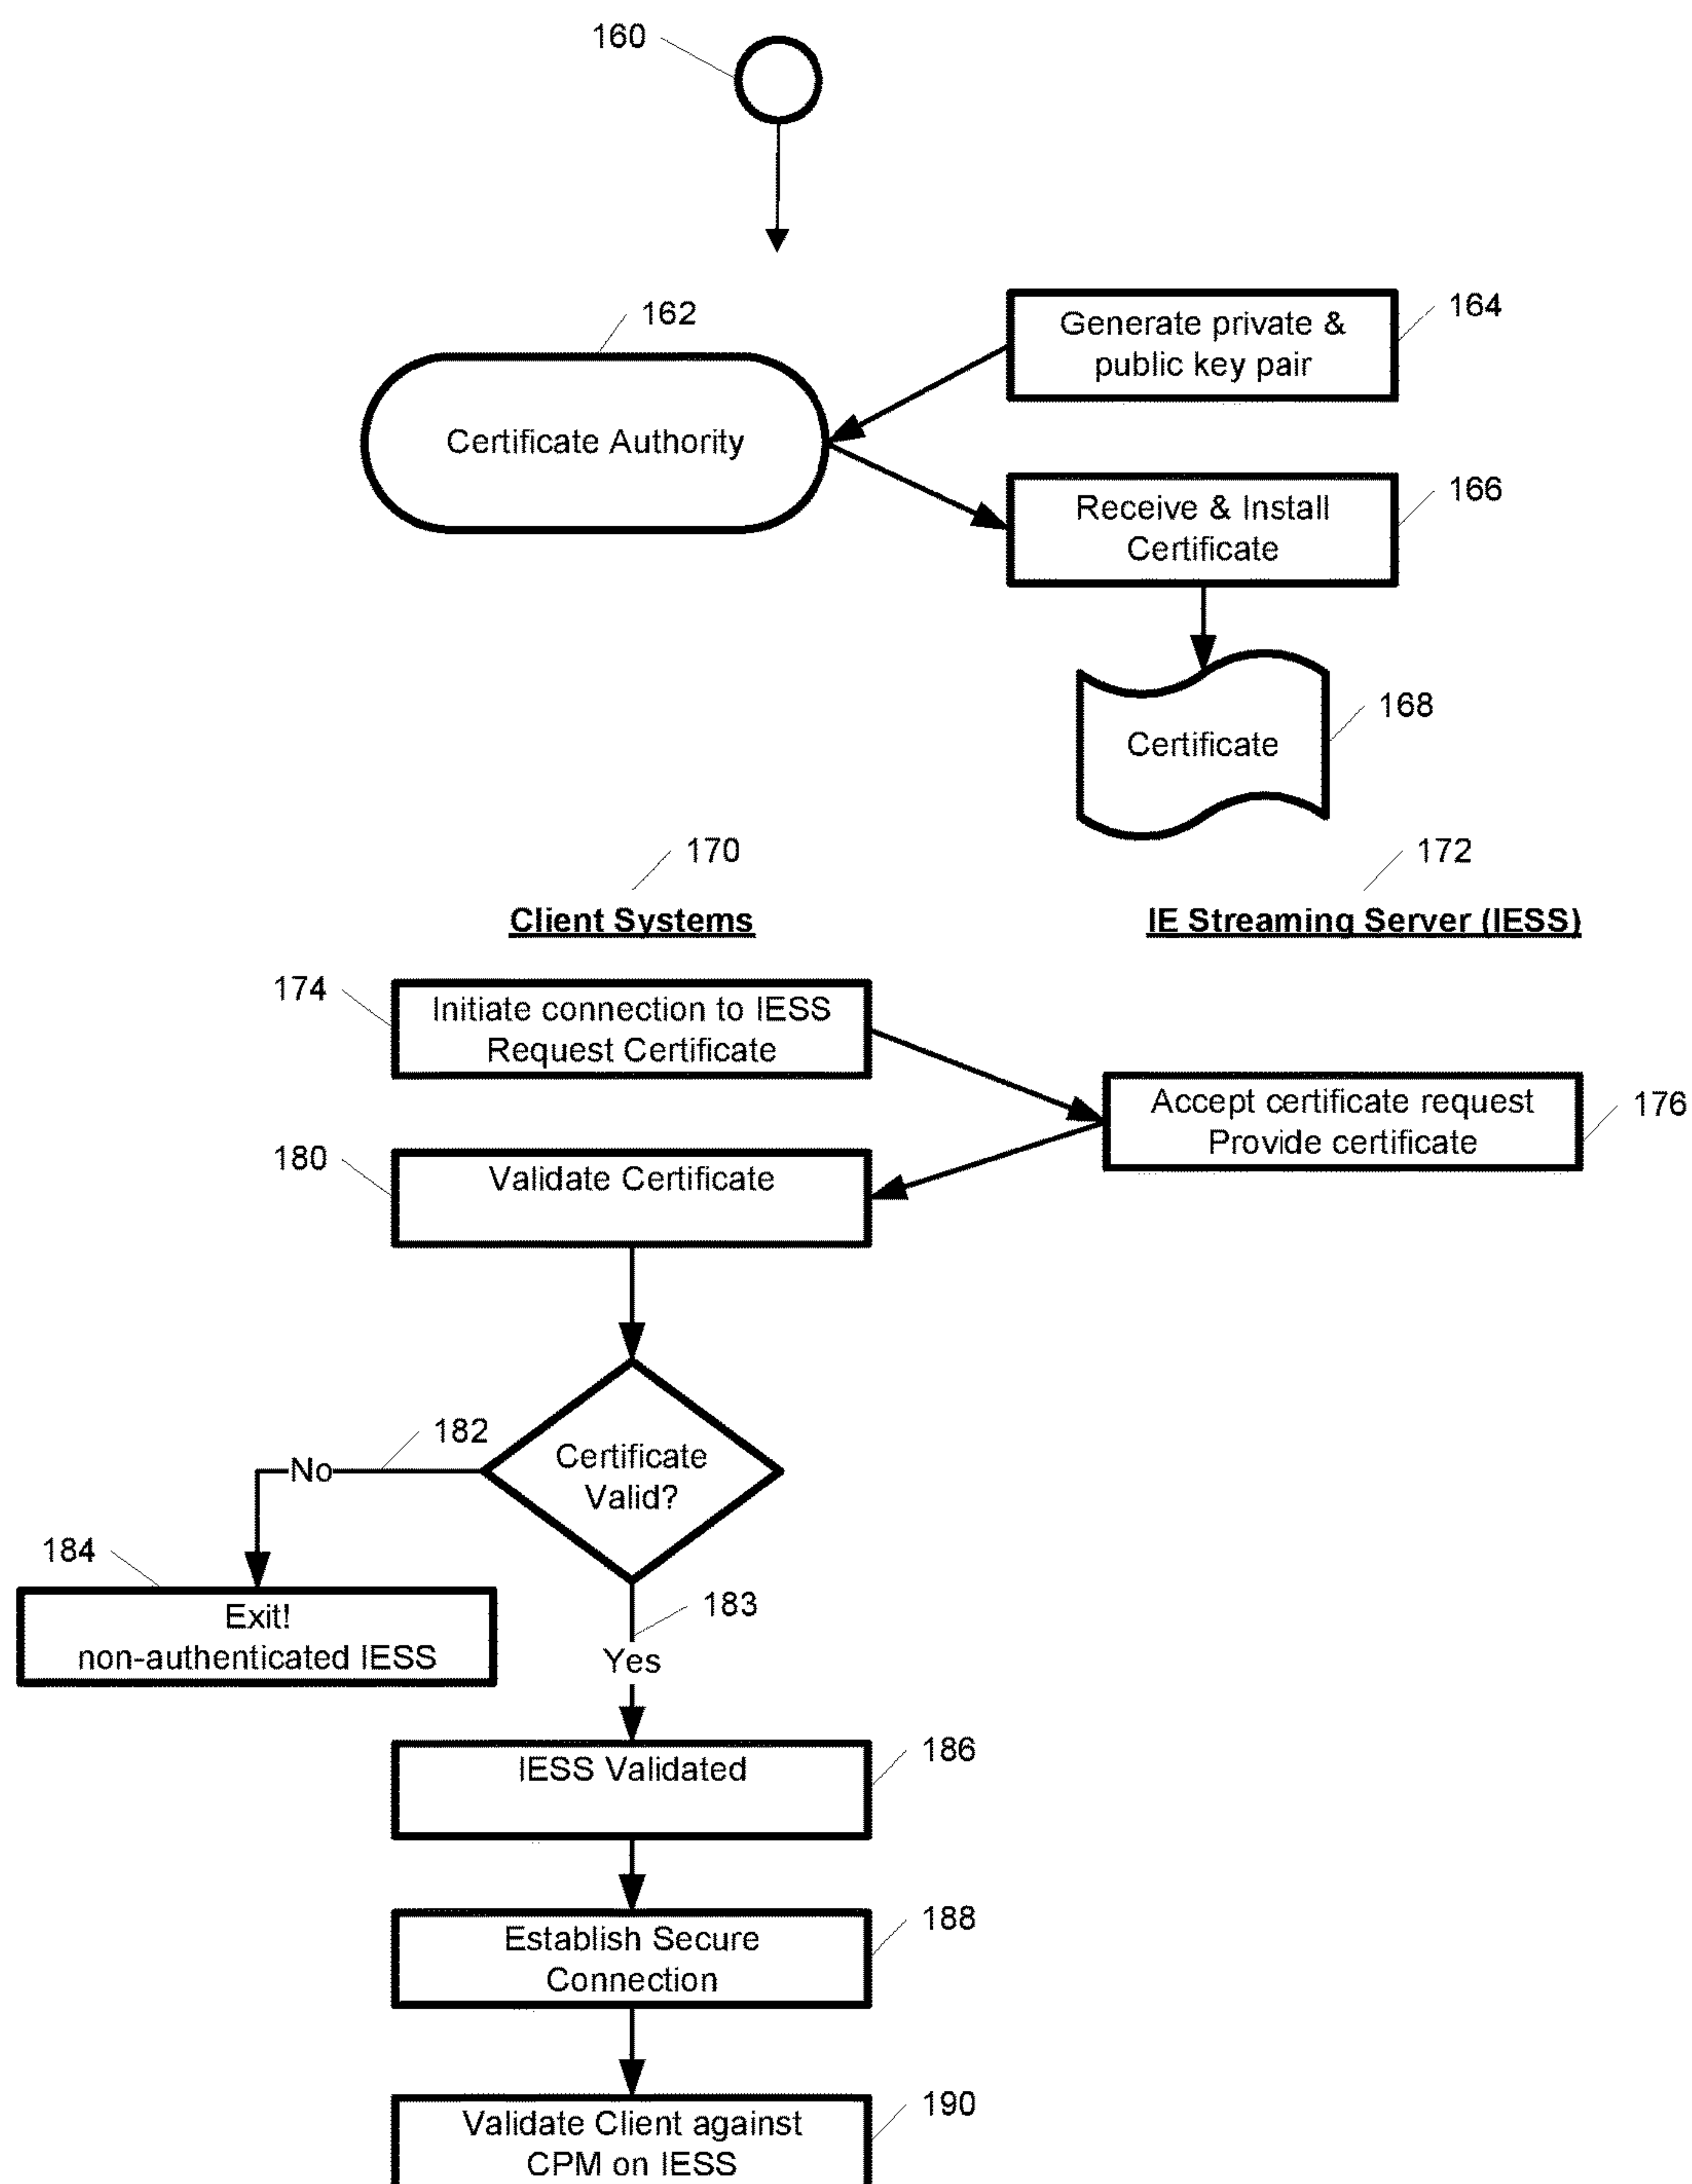 160
162
Generate private &
public key pair
164
Certificate Authority
Receive & Install
Certificate
166
Certificate
168
170
172
Client Systems
IE Streaming Server (IESS)
174
Initiate connection to IESS
Request Certificate
Accept certificate request
Provide certificate
176
180
Validate Certificate
182
Certificate
Valid?
No
184
Exit!
non-authenticated IESS
183
Yes
IESS Validated
186
Establish Secure
Connection
188
Validate Client against
CPM on IESS
190